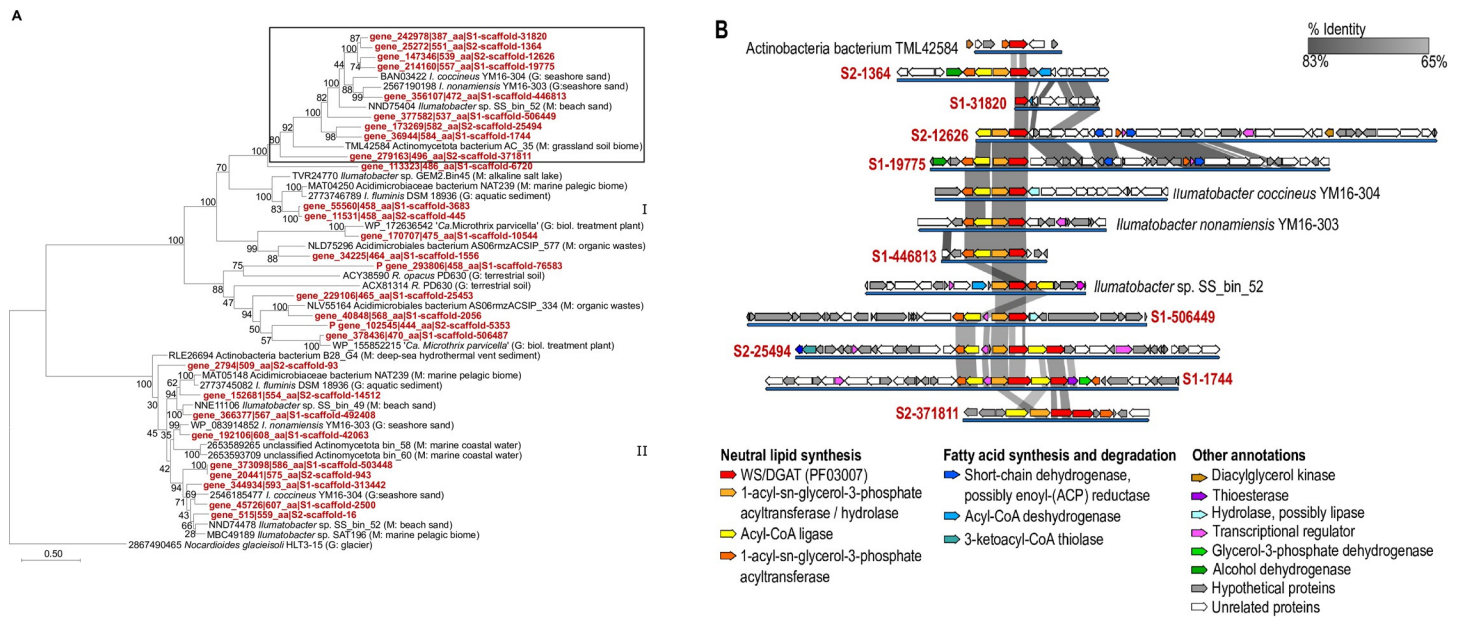 A
87
gene_242978|387_aa|S1-scaffold-31820
100
gene_25272|551_aa|S2-scaffold-1364
gene_147346|539_aa|S2-scaffold-12626
44
74
gene_214160|557_aa|S1-scaffold-19775
BAN03422 I. coccineus YM16-304 (G: seashore sand)
100
88
2567190198 I. nonamiensis YM16-303 (G:seashore sand)
99
gene_356107|472_aa|S1-scaffold-446813
82
NND75404 Ilumatobacter sp. SS_bin_52 (M: beach sand)
100
gene_377582|537_aa|S1-scaffold-506449
92
gene_173269|582_aa|S2-scaffold-25494
98
gene_36944|584_aa|S1-scaffold-1744
80
TML42584 Actinomycetota bacterium AC_35 (M: grassland soil biome)
100
gene_279163|496_aa|S2-scaffold-371811
gene_113323|486_aa|S1-scaffold-6720
70
TVR24770 Ilumatobacter sp. GEM2.Bin45 (M: alkaline salt lake)
100
MAT04250 Acidimicrobiaceae bacterium NAT239 (M: marine palegic biome)
2773746789 I. fluminis DSM 18936 (G: aquatic sediment)
100
83
gene_55560|458_aa|S1-scaffold-3683
I
100
gene_11531|458_aa|S2-scaffold-445
100
WP_172636542 'Ca.Microthrix parvicella' (G: biol. treatment plant)
100
gene_170707|475_aa|S1-scaffold-10544
99
NLD75296 Acidimicrobiales bacterium AS06rmzACSIP_577 (M: organic wastes)
88
gene_34225|464_aa|S1-scaffold-1556
75
P gene_293806|458_aa|S1-scaffold-76583
ACY38590 R. opacus PD630 (G: terrestrial soil)
88
ACX81314 R. PD630 (G: terrestrial soil)
47
gene_229106|465_aa|S1-scaffold-25453
100
NLV55164 Acidimicrobiales bacterium AS06rmzACSIP_334 (M: organic wastes)
94
gene_40848|568_aa|S1-scaffold-2056
50
P gene_102545|444_aa|S2-scaffold-5353
57
gene_378436|470_aa|S1-scaffold-506487
100
WP_155852215 'Ca. Microthrix parvicella' (G: biol. treatment plant)
RLE26694 Actinobacteria bacterium B28_G4 (M: deep-sea hydrothermal vent sediment)
gene_2794|509_aa|S2-scaffold-93
100
100
MAT05148 Acidimicrobiaceae bacterium NAT239 (M: marine pelagic biome)
62
2773745082 I. fluminis DSM 18936 (G: aquatic sediment)
94
gene_152681|554_aa|S2-scaffold-14512
30
NNE11106 Ilumatobacter sp. SS_bin_49 (M: beach sand)
100
gene_366377|567_aa|S1-scaffold-492408
99
WP_083914852 I. nonamiensis YM16-303 (G: seashore sand)
45
35
gene_192106|608_aa|S1-scaffold-42063
2653589265 unclassified Actinomycetota bin_58 (M: marine coastal water)
II
100
2653593709 unclassified Actinomycetota bin_60 (M: marine coastal water)
42
100
gene_373098|586_aa|S1-scaffold-503448
gene_20441|575_aa|S2-scaffold-943
94
gene_344934|593_aa|S1-scaffold-313442
69
2546185477 I. coccineus YM16-304 (G:seashore sand)
71
gene_45726|607_aa|S1-scaffold-2500
43
gene_515|559_aa|S2-scaffold-16
66
NND74478 Ilumatobacter sp. SS_bin_52 (M: beach sand)
28
MBC49189 Ilumatobacter sp. SAT196 (M: marine pelagic biome)
2867490465 Nocardioides glacieisoli HLT3-15 (G: glacier)
0.50
B
% Identity
83%
65%
Actinobacteria bacterium TML42584
S2-1364
S1-31820
S2-12626
S1-19775
Ilumatobacter coccineus YM16-304
Ilumatobacter nonamiensis YM16-303
S1-446813
Ilumatobacter sp. SS_bin_52
S1-506449
S2-25494
S1-1744
S2-371811
Neutral lipid synthesis
WS/DGAT (PF03007)
1-acyl-sn-glycerol-3-phosphate
acyltransferase / hydrolase
Acyl-CoA ligase
1-acyl-sn-glycerol-3-phosphate
acyltransferase
Fatty acid synthesis and degradation
Short-chain dehydrogenase,
possibly enoyl-(ACP) reductase
Acyl-CoA deshydrogenase
3-ketoacyl-CoA thiolase
Other annotations
Diacylglycerol kinase
Thioesterase
Hydrolase, possibly lipase
Transcriptional regulator
Glycerol-3-phosphate dehydrogenase
Alcohol dehydrogenase
Hypothetical proteins
Unrelated proteins